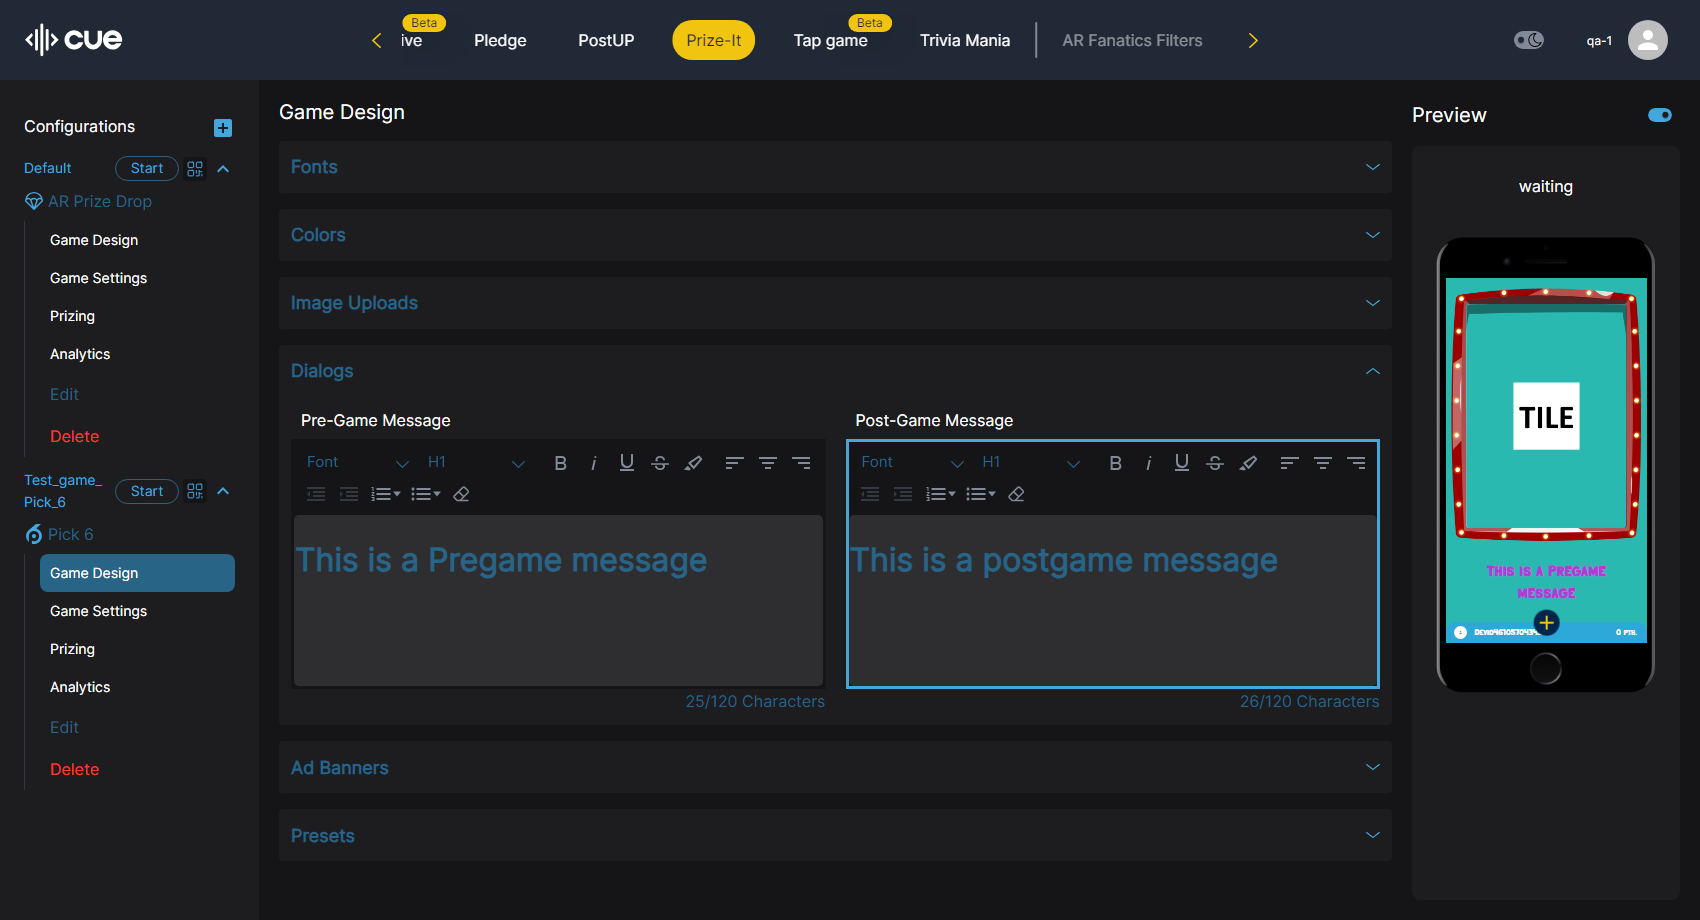 cue
ive
Beta
Pledge
PostUP
Prize-It
Tap game
Beta
Trivia Mania
AR Fanatics Filters
qa-1
Configurations
Default
Start
AR Prize Drop
Game Design
Game Settings
Prizing
Analytics
Edit
Delete
Test_game_
Pick_6
Start
Pick 6
Game Design
Game Settings
Prizing
Analytics
Edit
Delete
Game Design
Fonts
Colors
Image Uploads
Dialogs
Pre-Game Message
Font
H1
This is a Pregame message
25/120 Characters
Post-Game Message
Font
H1
This is a postgame message
26/120 Characters
Ad Banners
Presets
Preview
waiting
TILE
This is a Pregame
message
0 pts.